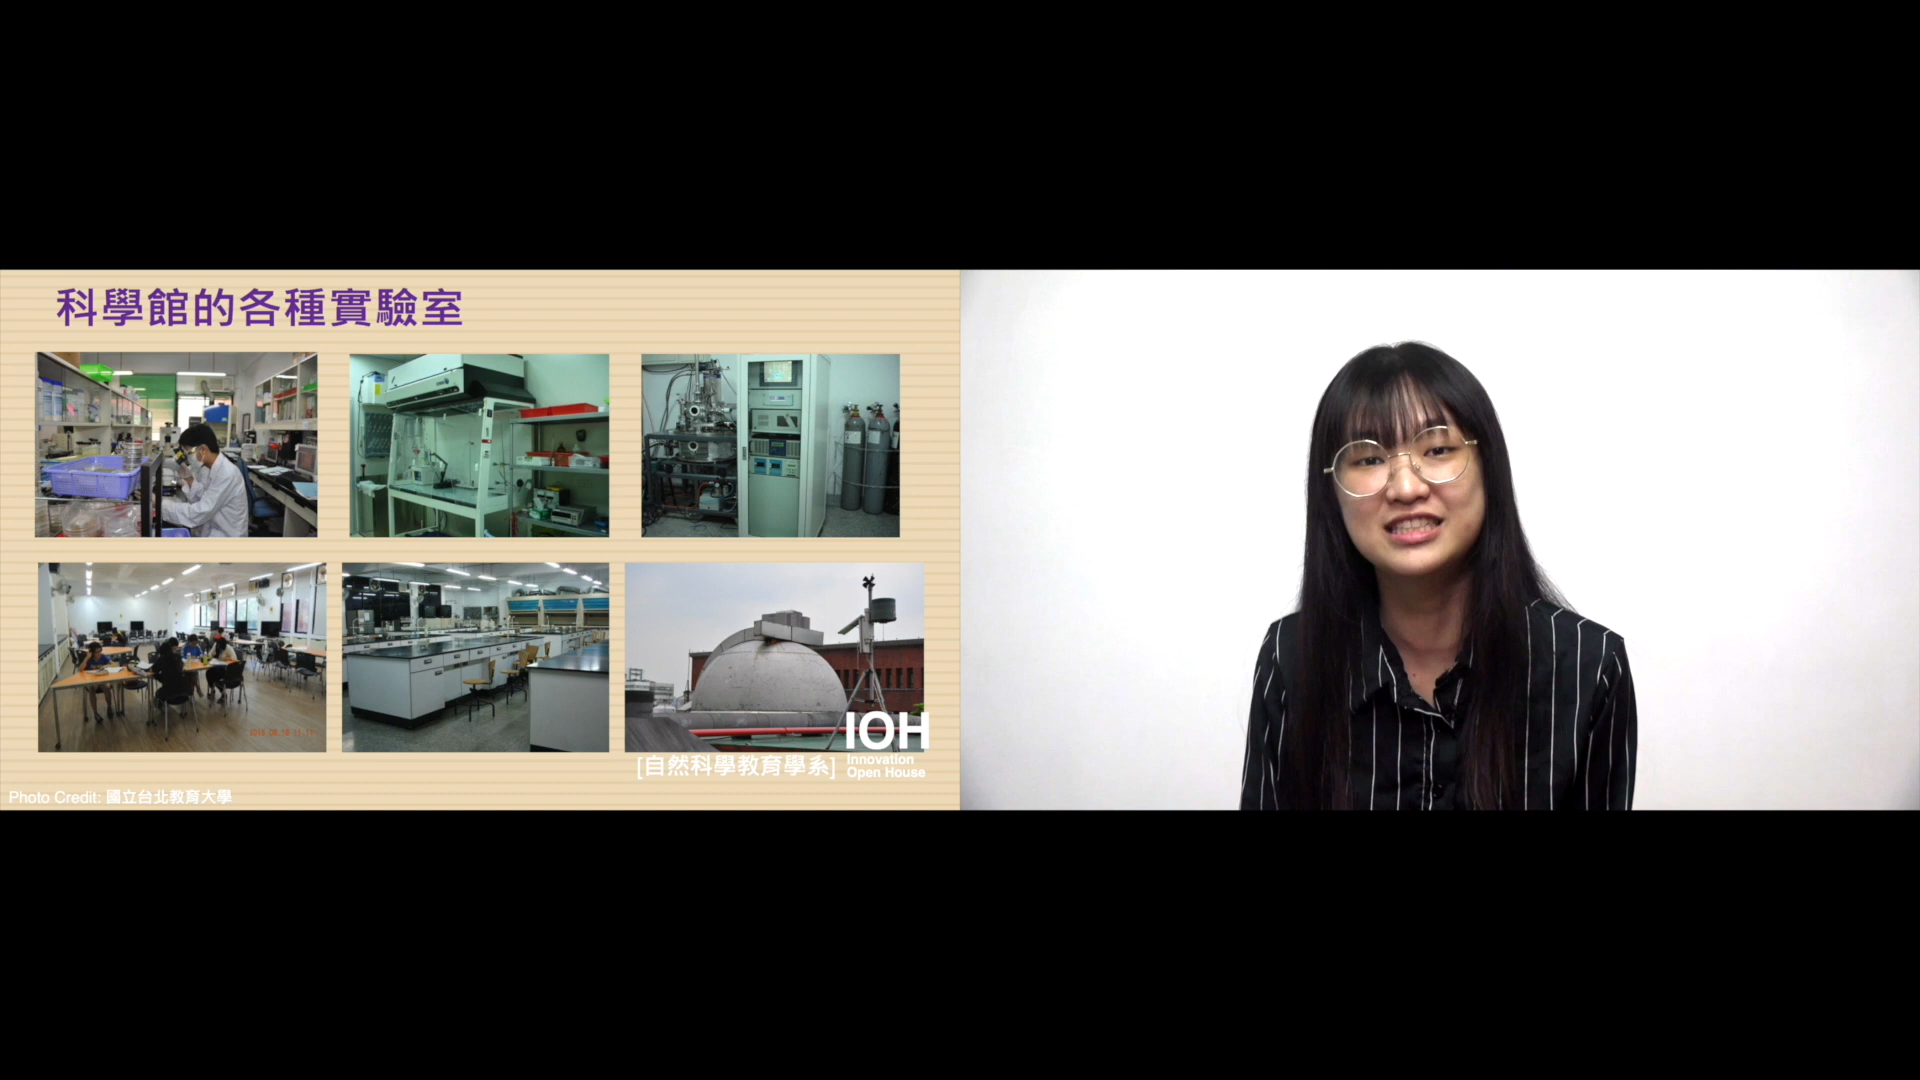 科學館的各種實驗室
IOH
Innovation
Open House
[自然科學教育學系]
Photo Credit: 國立台北教育大學